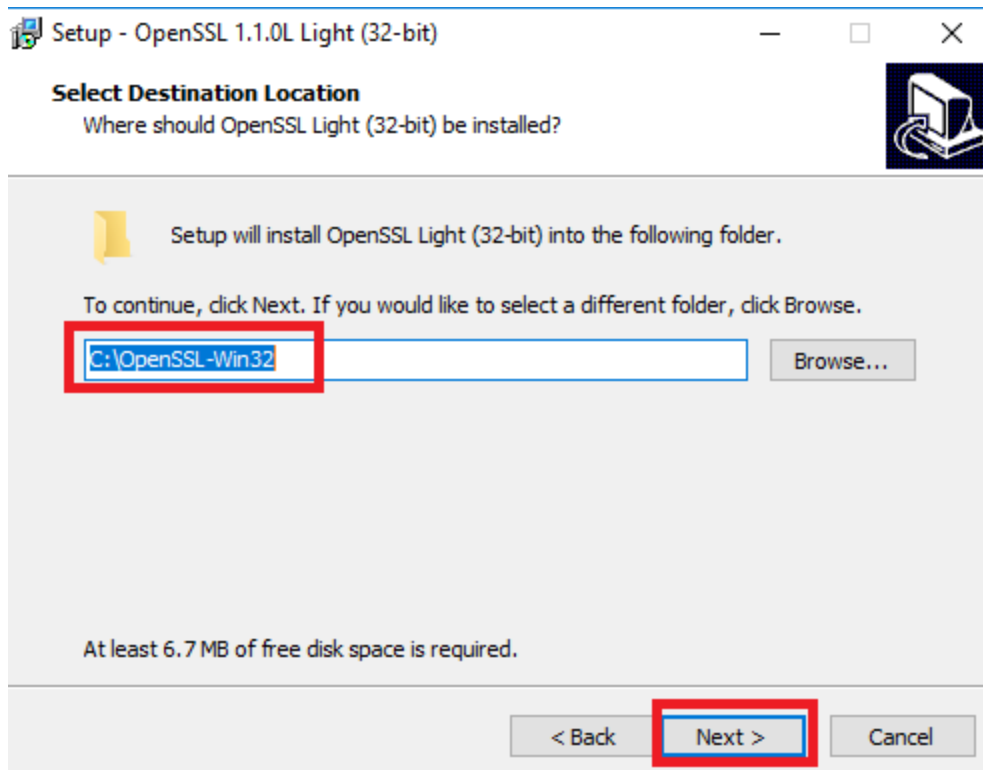 Setup - OpenSSL 1.1.0L Light (32-bit)
Select Destination Location
Where should OpenSSL Light (32-bit) be installed?
Setup will install OpenSSL Light (32-bit) into the following folder.
To continue, click Next. If you would like to select a different folder, click Browse.
C:\OpenSSL-Win32
Browse...
At least 6.7 MB of free disk space is required.
< Back
Next >
Cancel